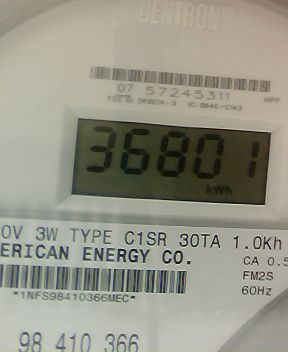 CENTRON®
07 57245311
36801
kWh
0V 3W TYPE C1SR 30TA 1.0Kh
ERICAN ENERGY CO.
CA 0.5
FM2S
60Hz
*1NFS98410366MEC*
98 410 366